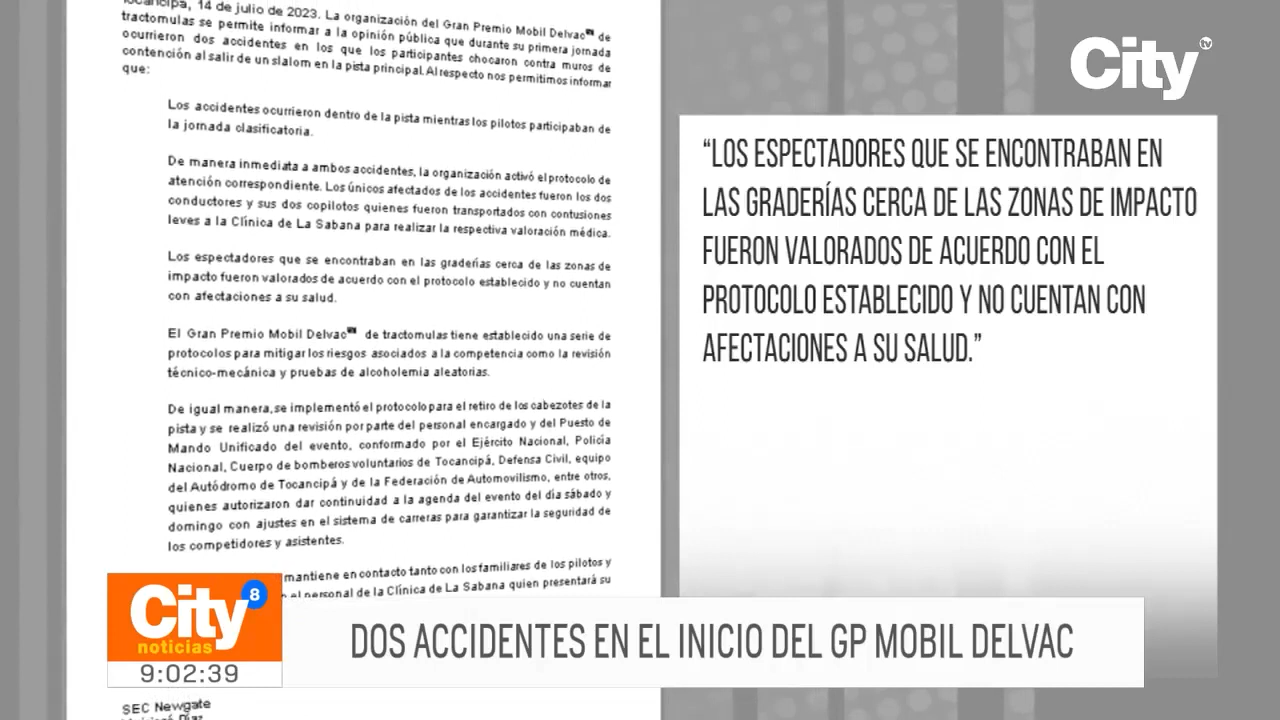 Tocancipá, 14 de julio de 2023. La organización del Gran Premio Mobil Delvac de
tractomulas se permite informar a la opinión pública que durante su primera jornada
ocurrieron dos accidentes en los que los participantes chocaron contra muros de
contención al salir de un slalom en la pista principal. Al respecto nos permitimos informar
que:
Los accidentes ocurrieron dentro de la pista mientras los pilotos participaban de
la jornada clasificatoria.
De manera inmediata a ambos accidentes, la organización activó el protocolo de
atención correspondiente. Los únicos afectados de los accidentes fueron los dos
conductores y sus dos copilotos quienes fueron transportados con contusiones
leves a la Clínica de La Sabana para realizar la respectiva valoración médica.
Los espectadores que se encontraban en las graderías cerca de las zonas de
impacto fueron valorados de acuerdo con el protocolo establecido y no cuentan
con afectaciones a su salud.
El Gran Premio Mobil Delvac de tractomulas tiene establecido una serie de
protocolos para mitigar los riesgos asociados a la competencia como la revisión
técnico-mecánica y pruebas de alcoholemia aleatorias.
De igual manera, se implementó el protocolo para el retiro de los cabezotes de la
pista y se realizó una revisión por parte del personal encargado y del Puesto de
Mando Unificado del evento, conformado por el Ejército Nacional, Policía
Nacional, Cuerpo de bomberos voluntarios de Tocancipá, Defensa Civil, equipo
del Autódromo de Tocancipá y de la Federación de Automovilismo, entre otros,
quienes autorizaron dar continuidad a la agenda del evento del día sábado y
domingo con ajustes en el sistema de carreras para garantizar la seguridad de
los competidores y asistentes.
mantiene en contacto tanto con los familiares de los pilotos y
el personal de la Clínica de La Sabana quien presentará su
SEC Newgate
City tv
“LOS ESPECTADORES QUE SE ENCONTRABAN EN
LAS GRADERÍAS CERCA DE LAS ZONAS DE IMPACTO
FUERON VALORADOS DE ACUERDO CON EL
PROTOCOLO ESTABLECIDO Y NO CUENTAN CON
AFECTACIONES A SU SALUD.”
City 8
noticias
9:02:39
DOS ACCIDENTES EN EL INICIO DEL GP MOBIL DELVAC